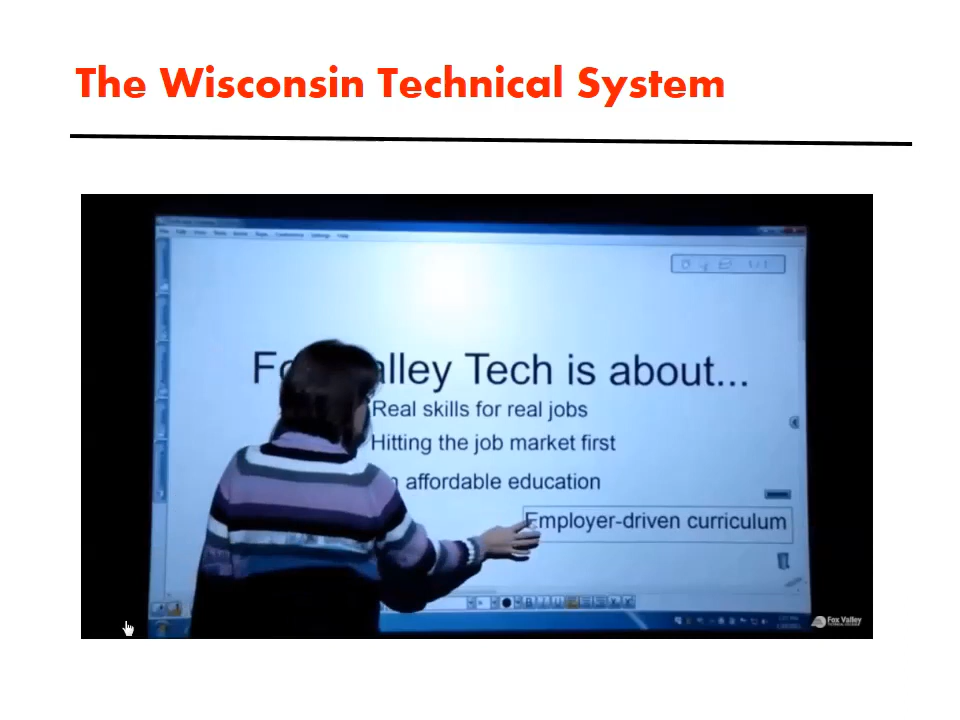 The Wisconsin Technical System
Valley Tech is about...
Real skills for real jobs
Hitting the job market first
affordable education
Employer-driven curriculum
Fox Valley